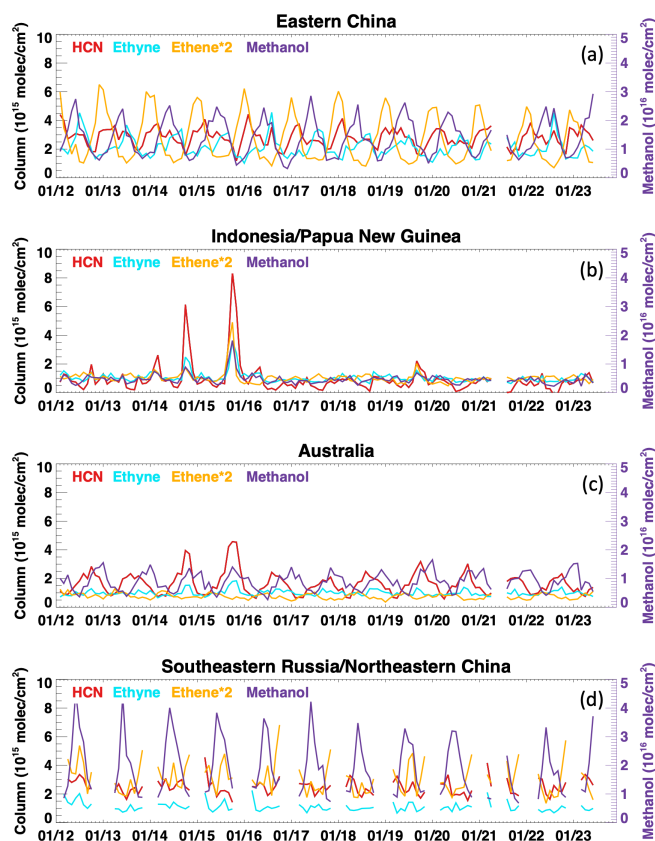 Eastern China
HCN Ethyne Ethene*2 Methanol
(a)
Column (10^15 molec/cm^2)
Methanol (10^16 molec/cm^2)
10
8
6
4
2
0
5
4
3
2
1
0
01/12 01/13 01/14 01/15 01/16 01/17 01/18 01/19 01/20 01/21 01/22 01/23
Indonesia/Papua New Guinea
HCN Ethyne Ethene*2 Methanol
(b)
Column (10^15 molec/cm^2)
Methanol (10^16 molec/cm^2)
10
8
6
4
2
0
5
4
3
2
1
0
01/12 01/13 01/14 01/15 01/16 01/17 01/18 01/19 01/20 01/21 01/22 01/23
Australia
HCN Ethyne Ethene*2 Methanol
(c)
Column (10^15 molec/cm^2)
Methanol (10^16 molec/cm^2)
10
8
6
4
2
0
5
4
3
2
1
0
01/12 01/13 01/14 01/15 01/16 01/17 01/18 01/19 01/20 01/21 01/22 01/23
Southeastern Russia/Northeastern China
HCN Ethyne Ethene*2 Methanol
(d)
Column (10^15 molec/cm^2)
Methanol (10^16 molec/cm^2)
10
8
6
4
2
0
5
4
3
2
1
0
01/12 01/13 01/14 01/15 01/16 01/17 01/18 01/19 01/20 01/21 01/22 01/23